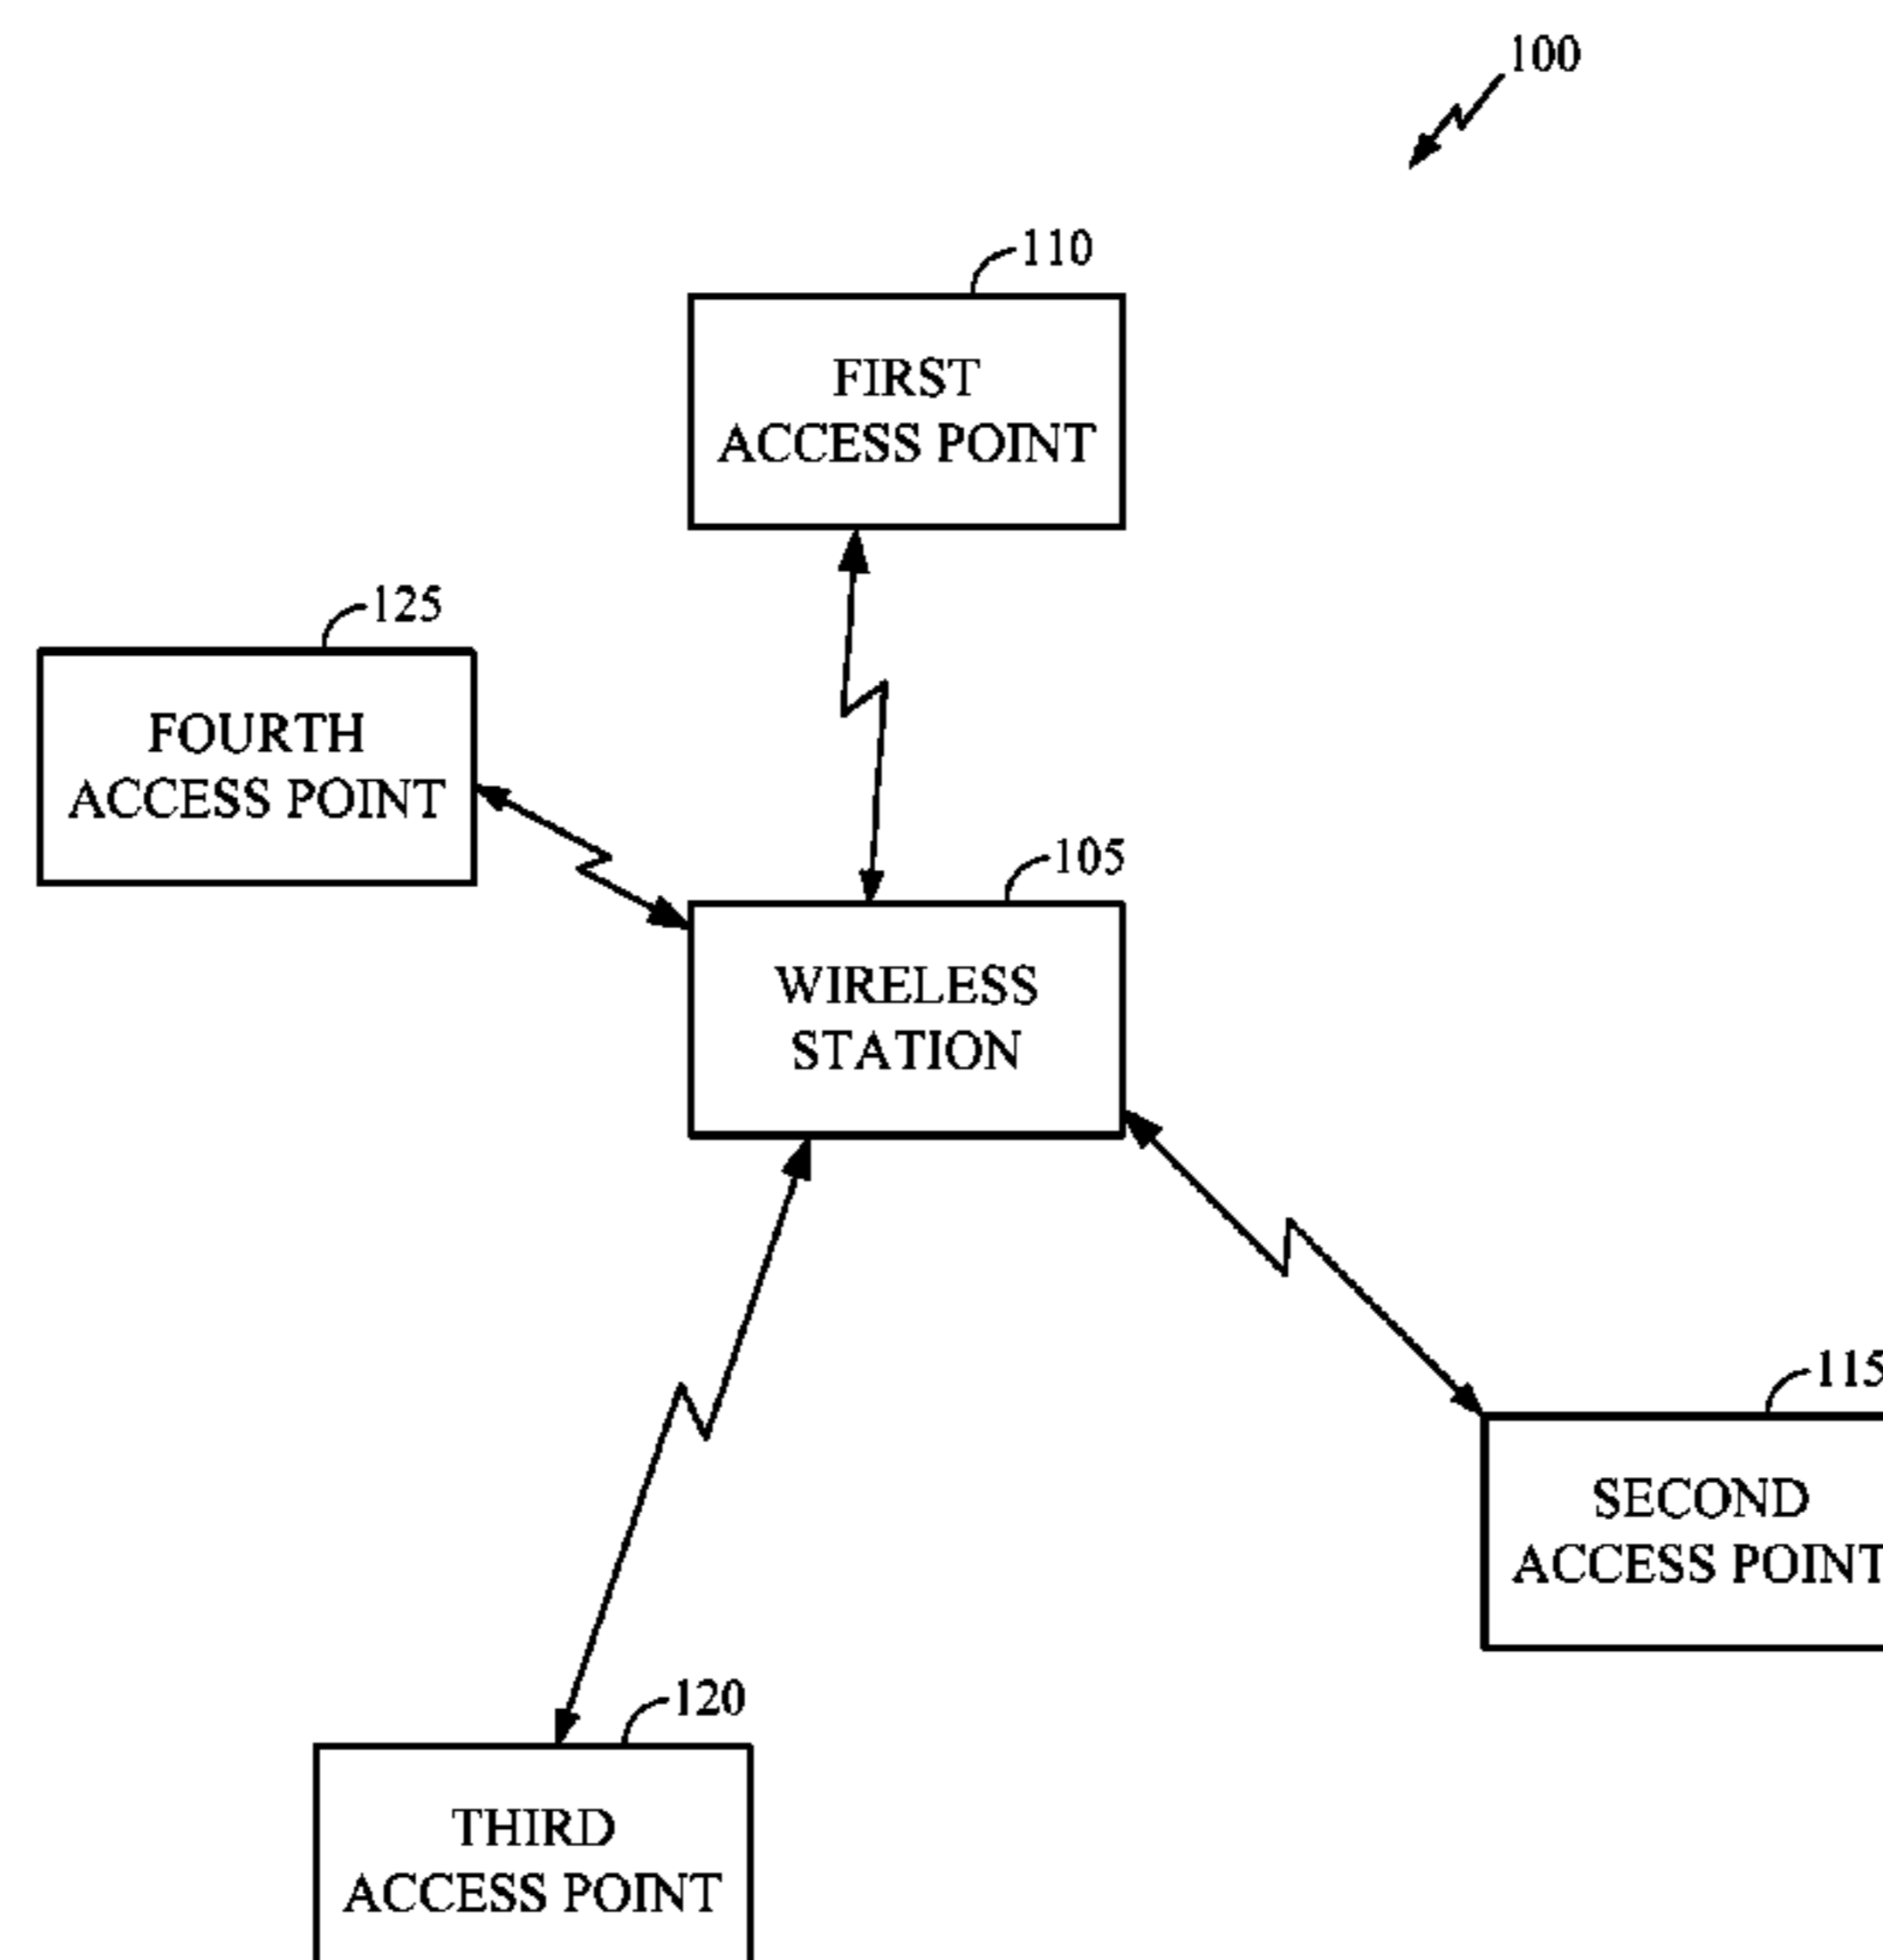 100
110
FIRST
ACCESS POINT
125
FOURTH
ACCESS POINT
105
WIRELESS
STATION
115
SECOND
ACCESS POINT
120
THIRD
ACCESS POINT